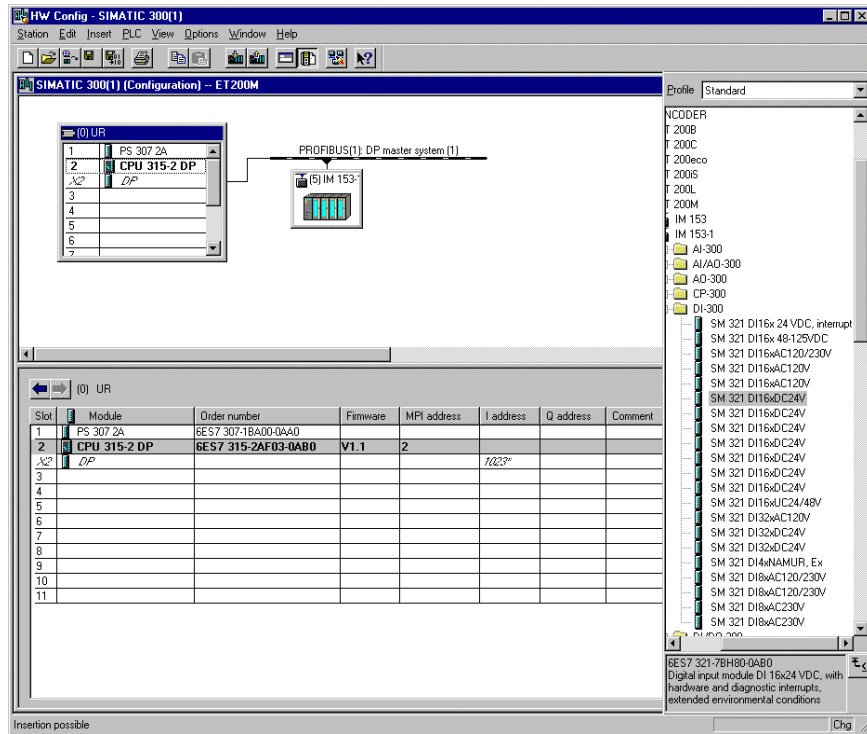 HW Config - SIMATIC 300(1)
Station Edit Insert PLC View Options Window Help
SIMATIC 300(1) (Configuration) -- ET200M
(0) UR
1 PS 307 2A
2 CPU 315-2 DP
X2 DP
3
4
5
6
7
PROFIBUS(1): DP master system (1)
(5) IM 153-
Profile Standard
NCODER
T 200B
T 200C
T 200eco
T 200iS
T 200L
T 200M
IM 153
IM 153-1
AI-300
AI/AO-300
AO-300
CP-300
DI-300
SM 321 DI16x 24 VDC, interrupt
SM 321 DI16x 48-125VDC
SM 321 DI16xAC120/230V
SM 321 DI16xAC120V
SM 321 DI16xAC120V
SM 321 DI16xDC24V
SM 321 DI16xDC24V
SM 321 DI16xDC24V
SM 321 DI16xDC24V
SM 321 DI16xDC24V
SM 321 DI16xDC24V
SM 321 DI16xDC24V
SM 321 DI16xUC24/48V
SM 321 DI32xAC120V
SM 321 DI32xDC24V
SM 321 DI32xDC24V
SM 321 DI4xNAMUR, Ex
SM 321 DI8xAC120/230V
SM 321 DI8xAC120/230V
SM 321 DI8xAC230V
SM 321 DI8xAC230V
DI/DO-300
6ES7 321-7BH80-0AB0
Digital input module DI 16x24 VDC, with
hardware and diagnostic interrupts,
extended environmental conditions
(0) UR
Slot Module Order number Firmware MPI address I address Q address Comment
1 PS 307 2A 6ES7 307-1BA00-0AA0
2 CPU 315-2 DP 6ES7 315-2AF03-0AB0 V1.1 2
X2 DP 1023*
3
4
5
6
7
8
9
10
11
Insertion possible
Chg